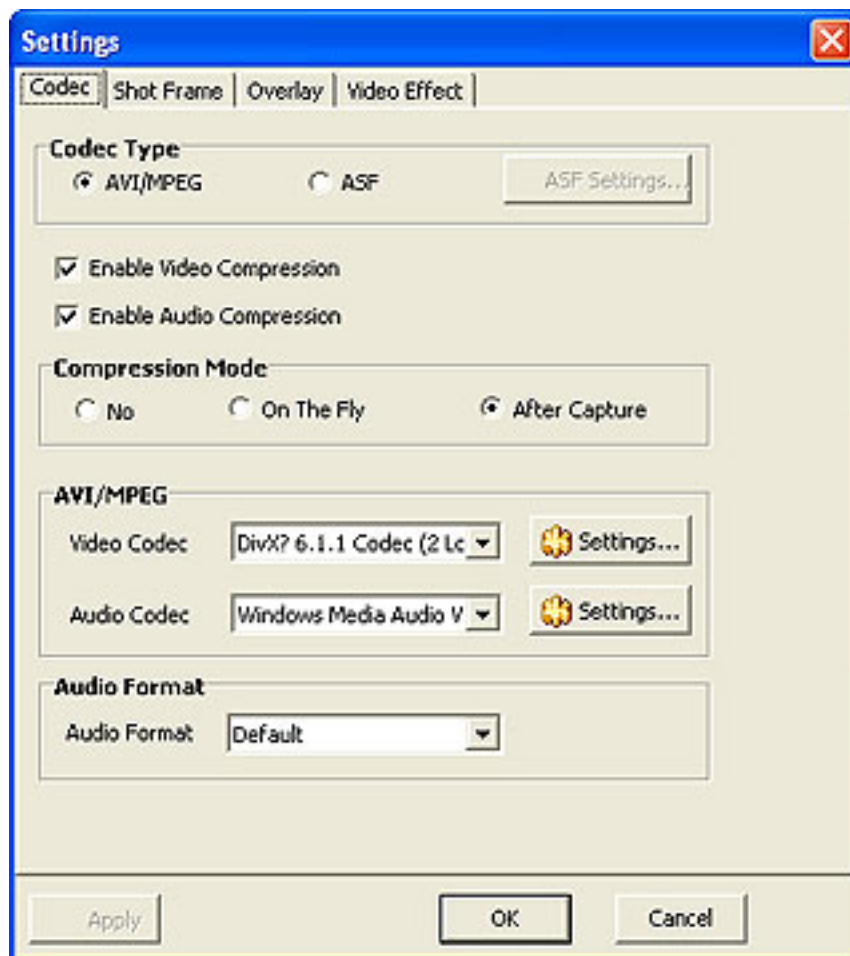 Settings
Codec Shot Frame Overlay Video Effect
Codec Type
AVI/MPEG ASF ASF Settings...
Enable Video Compression
Enable Audio Compression
Compression Mode
No On The Fly After Capture
AVI/MPEG
Video Codec DivX? 6.1.1 Codec (2 Lo Settings...
Audio Codec Windows Media Audio V Settings...
Audio Format
Audio Format Default
Apply OK Cancel